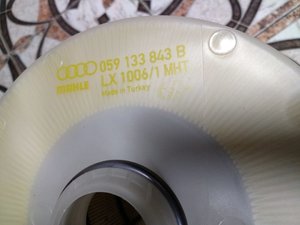 059 133 843 B
MAHLE LX 1006/1 MHT
Made in Turkey